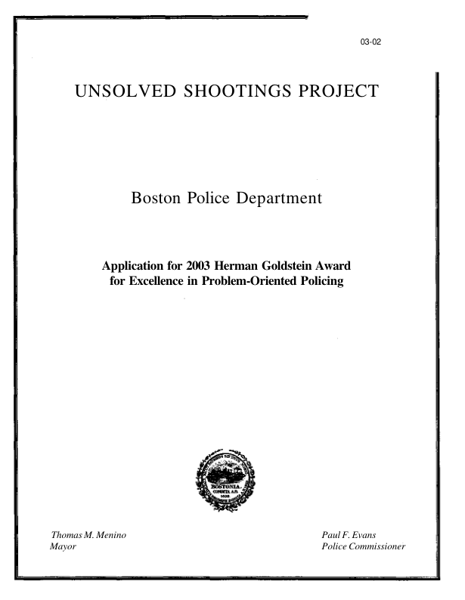 03-02
UNSOLVED SHOOTINGS PROJECT
Boston Police Department
Application for 2003 Herman Goldstein Award
for Excellence in Problem-Oriented Policing
BOSTONIA.
CONDITA A.D.
Thomas M. Menino
Mayor
Paul F. Evans
Police Commissioner